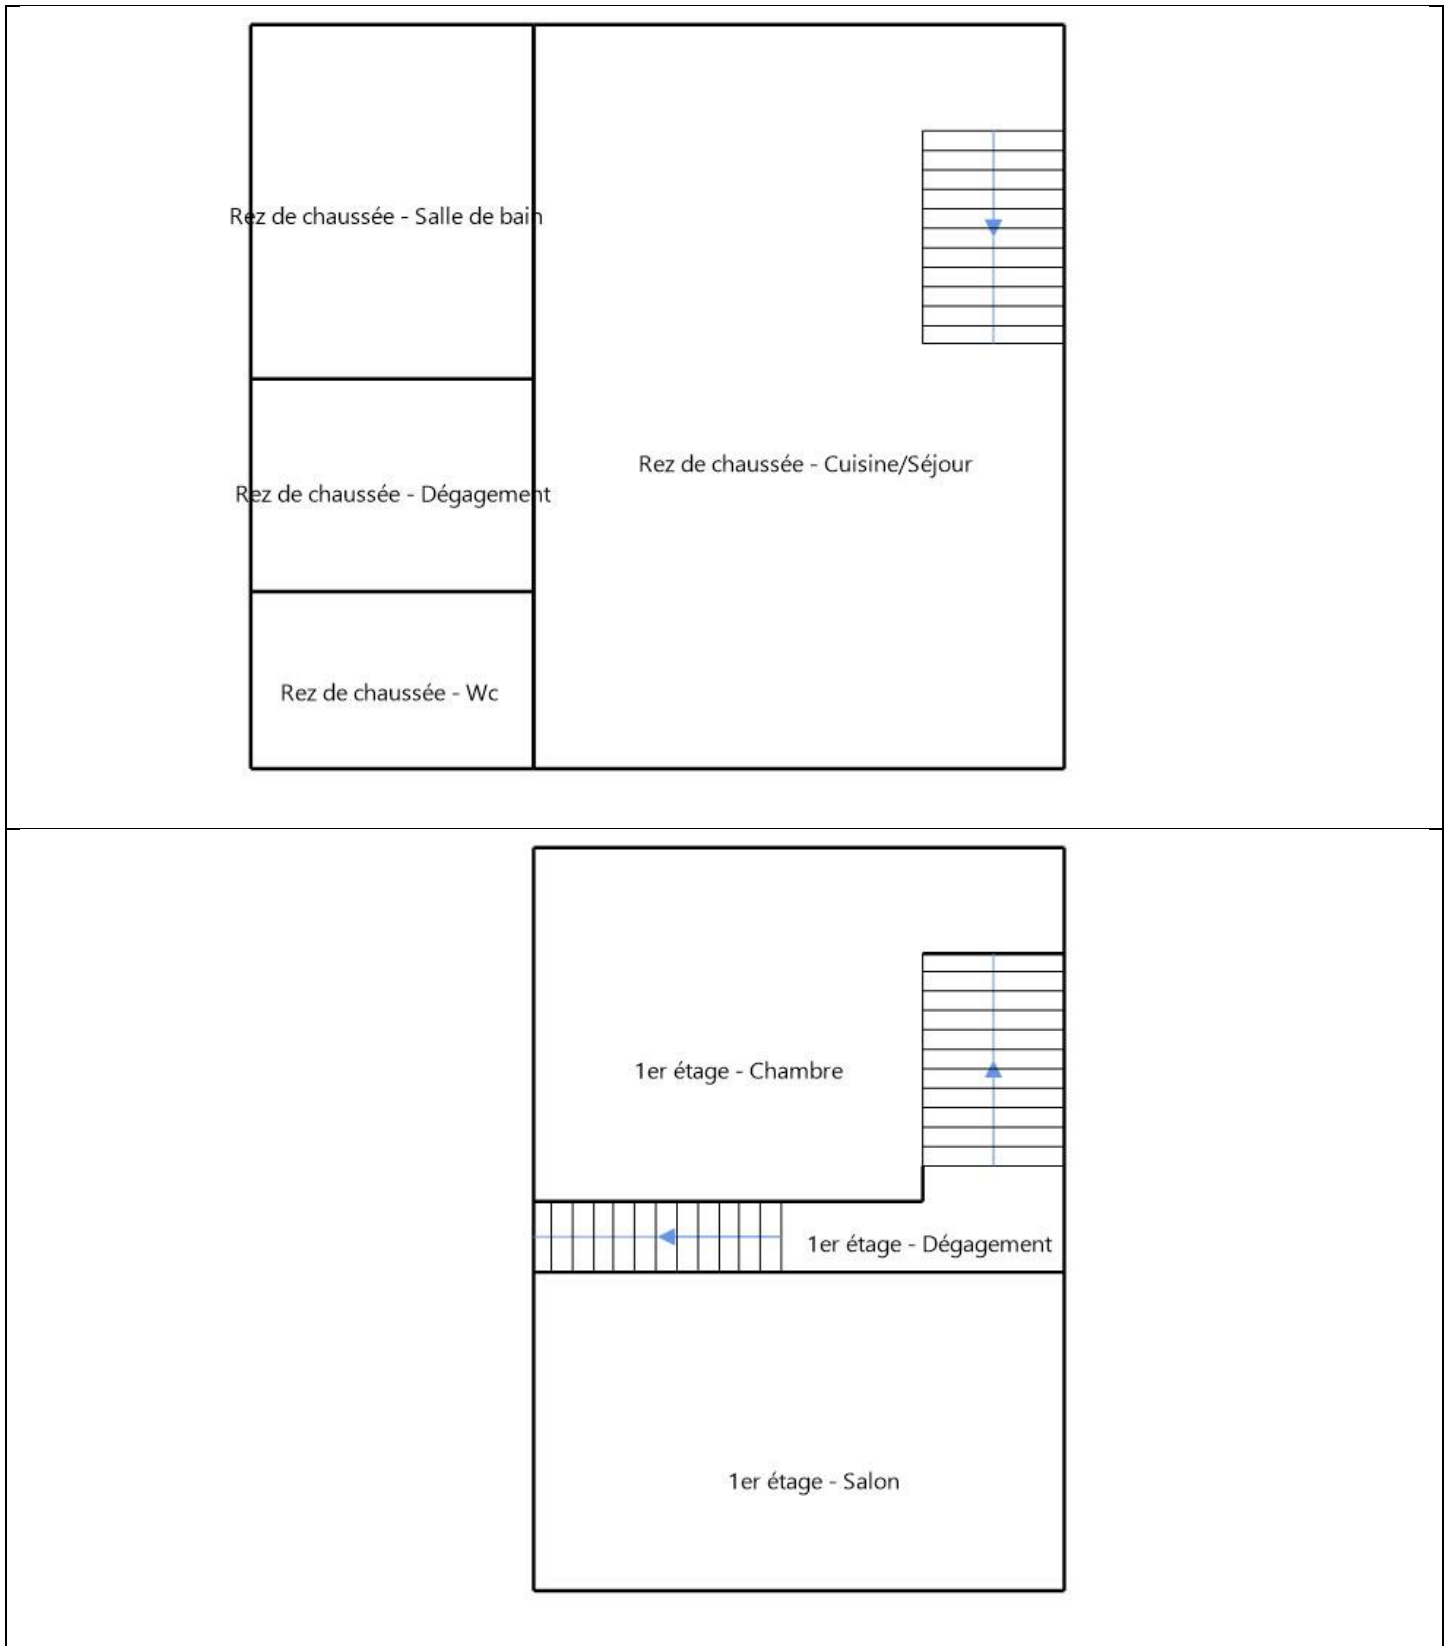 Rez de chaussée - Salle de bain
Rez de chaussée - Cuisine/Séjour
Rez de chaussée - Dégagement
Rez de chaussée - Wc
1er étage - Chambre
1er étage - Dégagement
1er étage - Salon